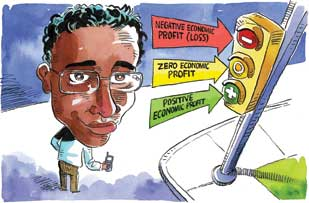 NEGATIVE ECONOMIC
PROFIT (LOSS)
ZERO ECONOMIC
PROFIT
POSITIVE
ECONOMIC PROFIT